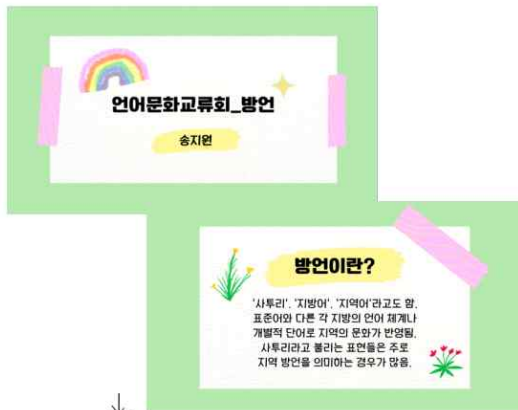 언어문화교류회_방언
송지원
방언이란?
'사투리', '지방어', '지역어'라고도 함.
표준어와 다른 각 지방의 언어 체계나
개별적 단어로 지역의 문화가 반영됨.
사투리라고 불리는 표현들은 주로
지역 방언을 의미하는 경우가 많음.